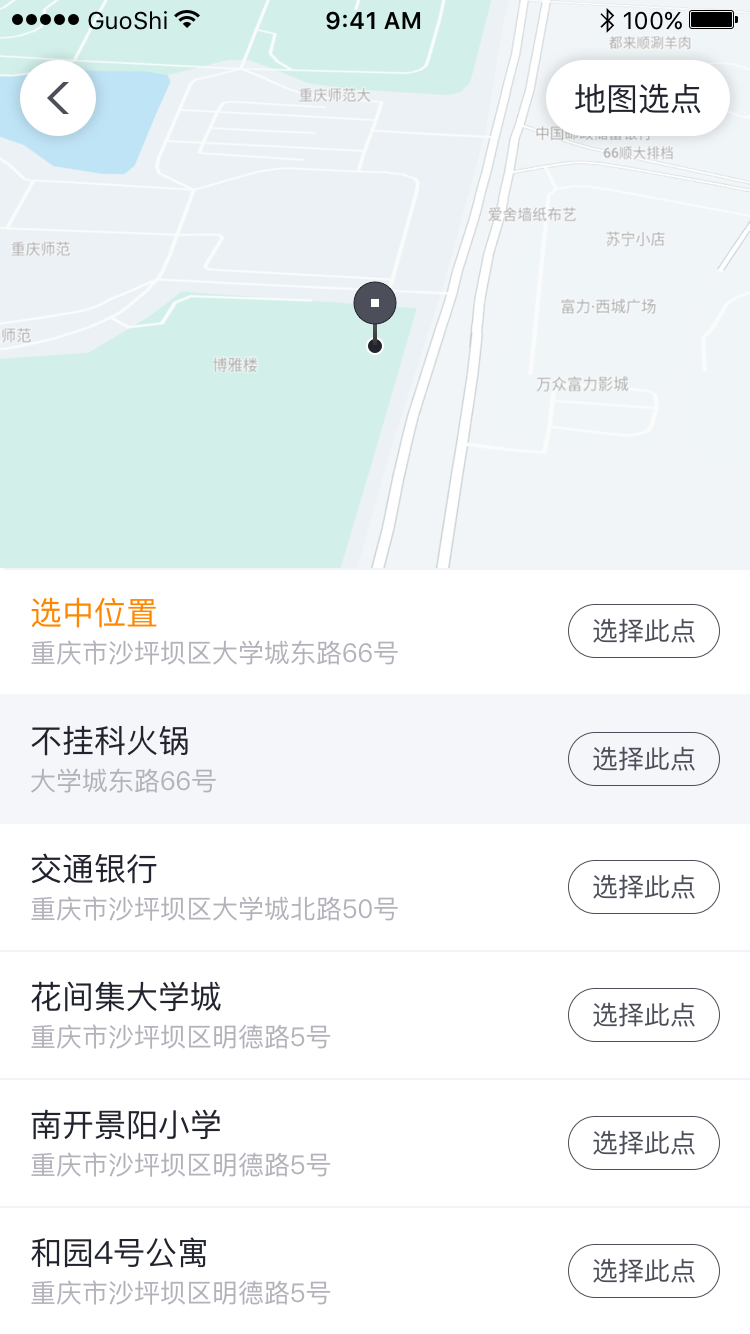 GuoShi 9:41 AM 100%
都来顺涮羊肉
地图选点
重庆师范大
66顺大排档
爱舍墙纸布艺
苏宁小店
重庆师范
富力·西城广场
师范
博雅楼
万众富力影城
选中位置
重庆市沙坪坝区大学城东路66号
选择此点
不挂科火锅
大学城东路66号
选择此点
交通银行
重庆市沙坪坝区大学城北路50号
选择此点
花间集大学城
重庆市沙坪坝区明德路5号
选择此点
南开景阳小学
重庆市沙坪坝区明德路5号
选择此点
和园4号公寓
重庆市沙坪坝区明德路5号
选择此点